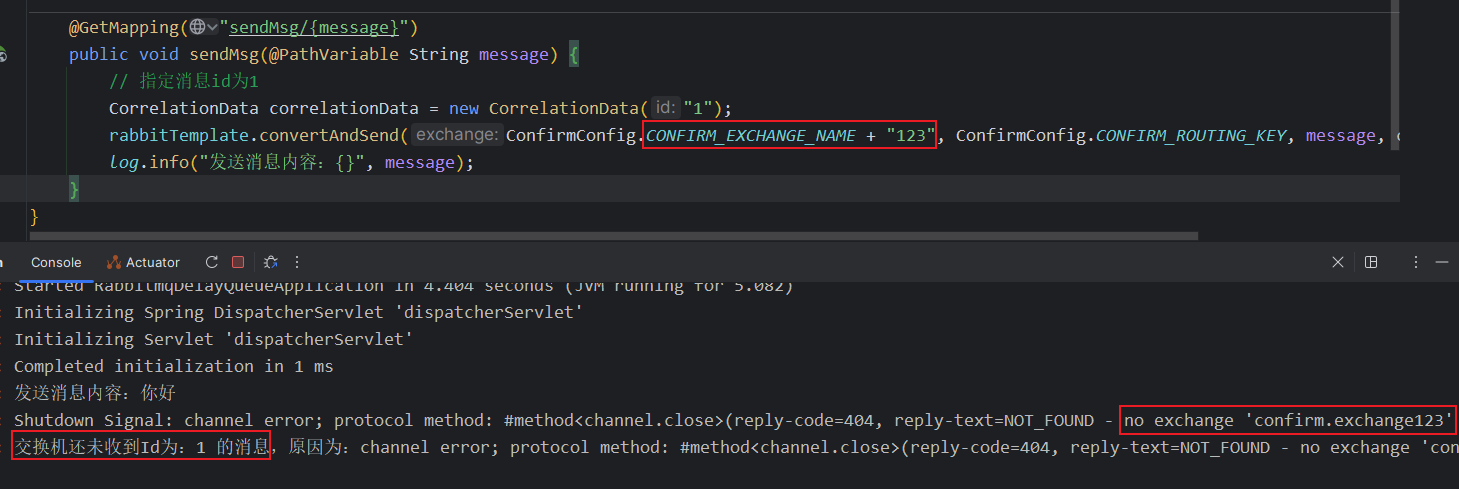 @GetMapping("sendMsg/{message}")
public void sendMsg(@PathVariable String message) {
// 指定消息id为1
CorrelationData correlationData = new CorrelationData( id: "1");
rabbitTemplate.convertAndSend( exchange: ConfirmConfig.CONFIRM_EXCHANGE_NAME + "123", ConfirmConfig.CONFIRM_ROUTING_KEY, message,
log.info("发送消息内容：{}", message);
}
}
Console Actuator
: Started RabbitmqDelayQueueApplication in 4.404 seconds (JVM running for 5.082)
: Initializing Spring DispatcherServlet 'dispatcherServlet'
: Initializing Servlet 'dispatcherServlet'
: Completed initialization in 1 ms
: 发送消息内容：你好
: Shutdown Signal: channel error; protocol method: #method<channel.close>(reply-code=404, reply-text=NOT_FOUND - no exchange 'confirm.exchange123'
: 交换机还未收到Id为：1 的消息，原因为：channel error; protocol method: #method<channel.close>(reply-code=404, reply-text=NOT_FOUND - no exchange 'con